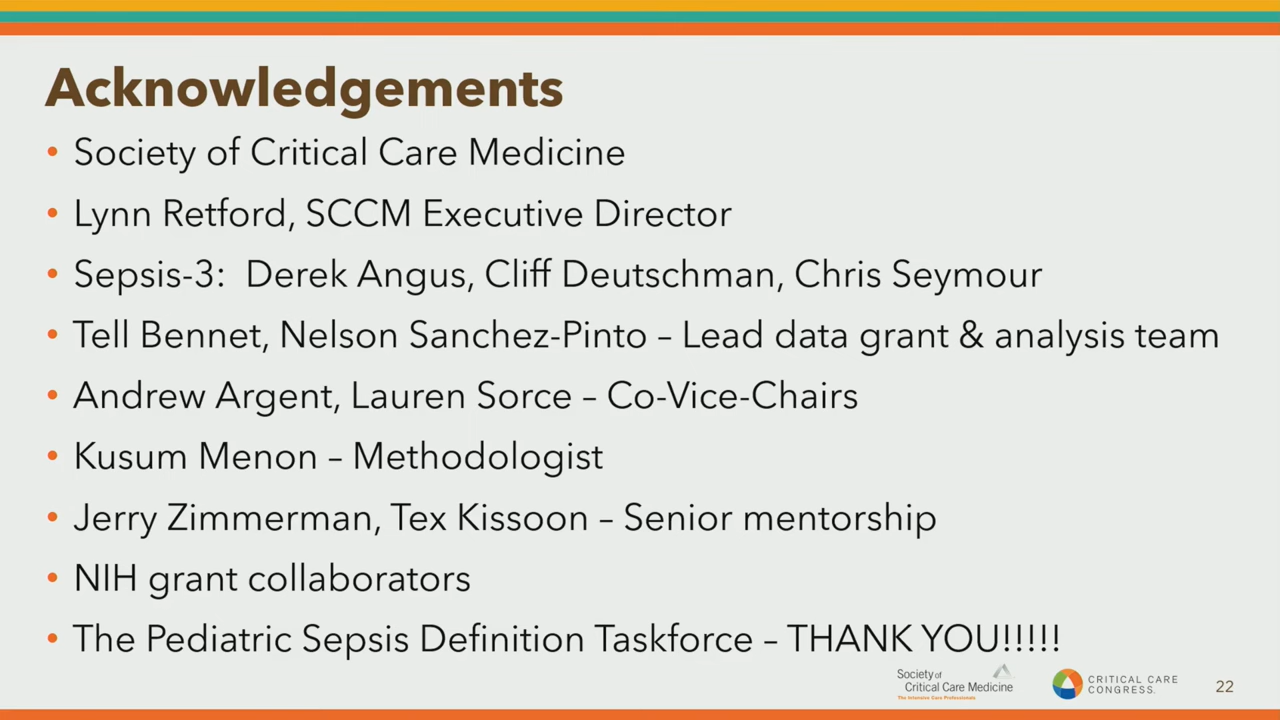 Acknowledgements
• Society of Critical Care Medicine
• Lynn Retford, SCCM Executive Director
• Sepsis-3:  Derek Angus, Cliff Deutschman, Chris Seymour
• Tell Bennet, Nelson Sanchez-Pinto – Lead data grant & analysis team
• Andrew Argent, Lauren Sorce – Co-Vice-Chairs
• Kusum Menon – Methodologist
• Jerry Zimmerman, Tex Kissoon – Senior mentorship
• NIH grant collaborators
• The Pediatric Sepsis Definition Taskforce – THANK YOU!!!!!
Society of
Critical Care Medicine
The Intensive Care Professionals
CRITICAL CARE
CONGRESS.
22